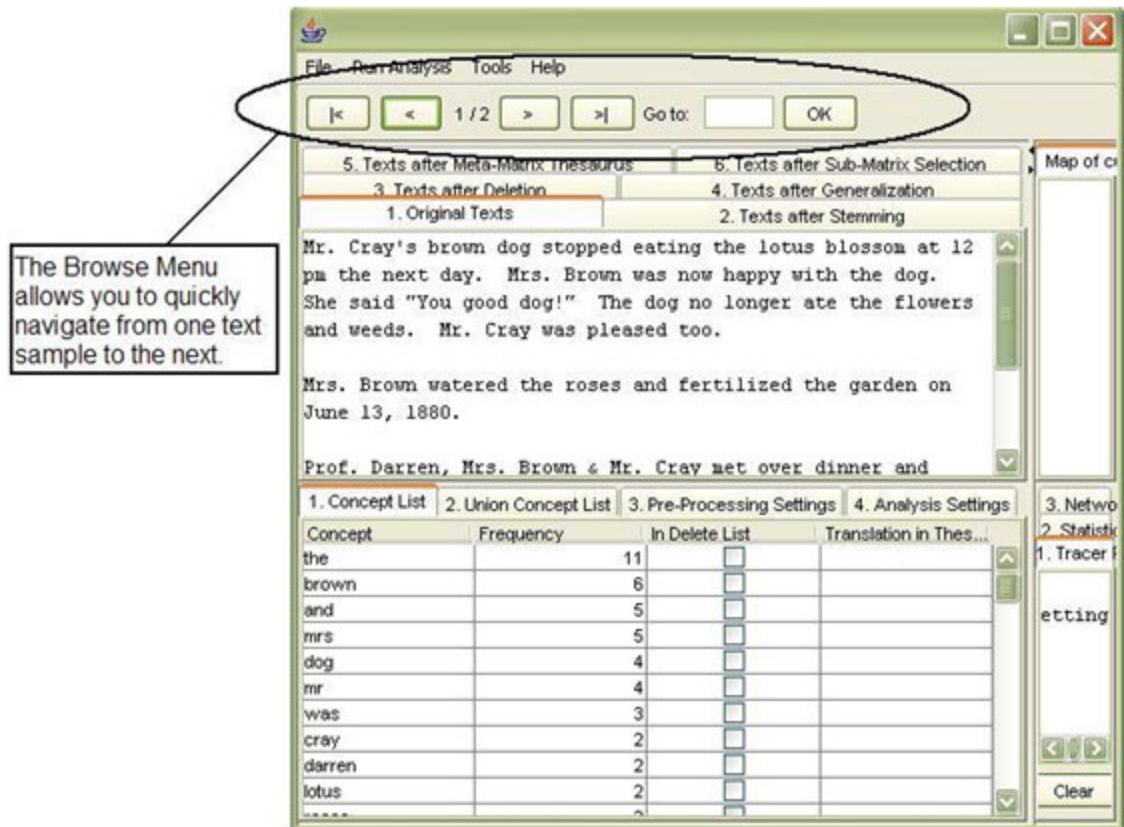 File Run Analysis Tools Help
|< < 1 / 2 > >| Go to: OK
5. Texts after Meta-Matrix Thesaurus 6. Texts after Sub-Matrix Selection
3. Texts after Deletion 4. Texts after Generalization
1. Original Texts 2. Texts after Stemming
Map of cu
The Browse Menu
allows you to quickly
navigate from one text
sample to the next.
Mr. Cray's brown dog stopped eating the lotus blossom at 12
pm the next day. Mrs. Brown was now happy with the dog.
She said "You good dog!" The dog no longer ate the flowers
and weeds. Mr. Cray was pleased too.
Mrs. Brown watered the roses and fertilized the garden on
June 13, 1880.
Prof. Darren, Mrs. Brown & Mr. Cray met over dinner and
1. Concept List 2. Union Concept List 3. Pre-Processing Settings 4. Analysis Settings
Concept Frequency In Delete List Translation in Thes...
the 11
brown 6
and 5
mrs 5
dog 4
mr 4
was 3
cray 2
darren 2
lotus 2
3. Netwo
2. Statistic
1. Tracer
etting
Clear